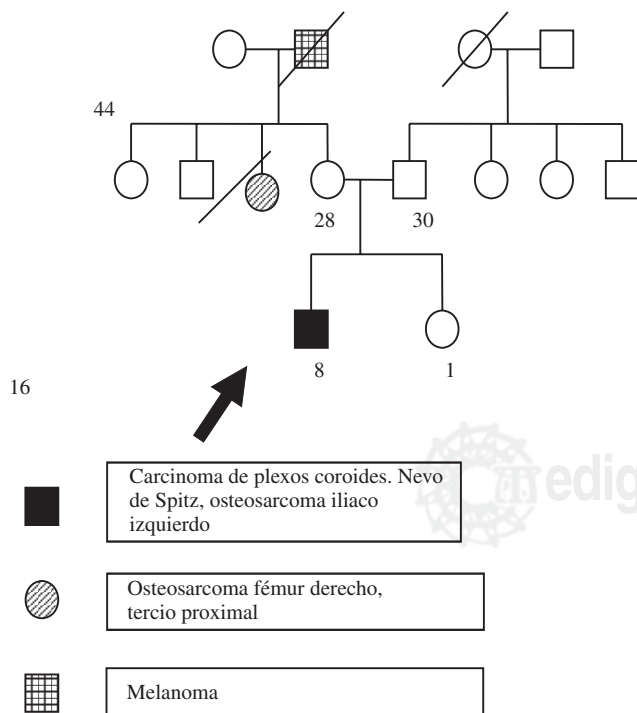 44
28
30
8
1
16
Carcinoma de plexos coroides. Nevo
de Spitz, osteosarcoma iliaco
izquierdo
edig
Osteosarcoma fémur derecho,
tercio proximal
Melanoma